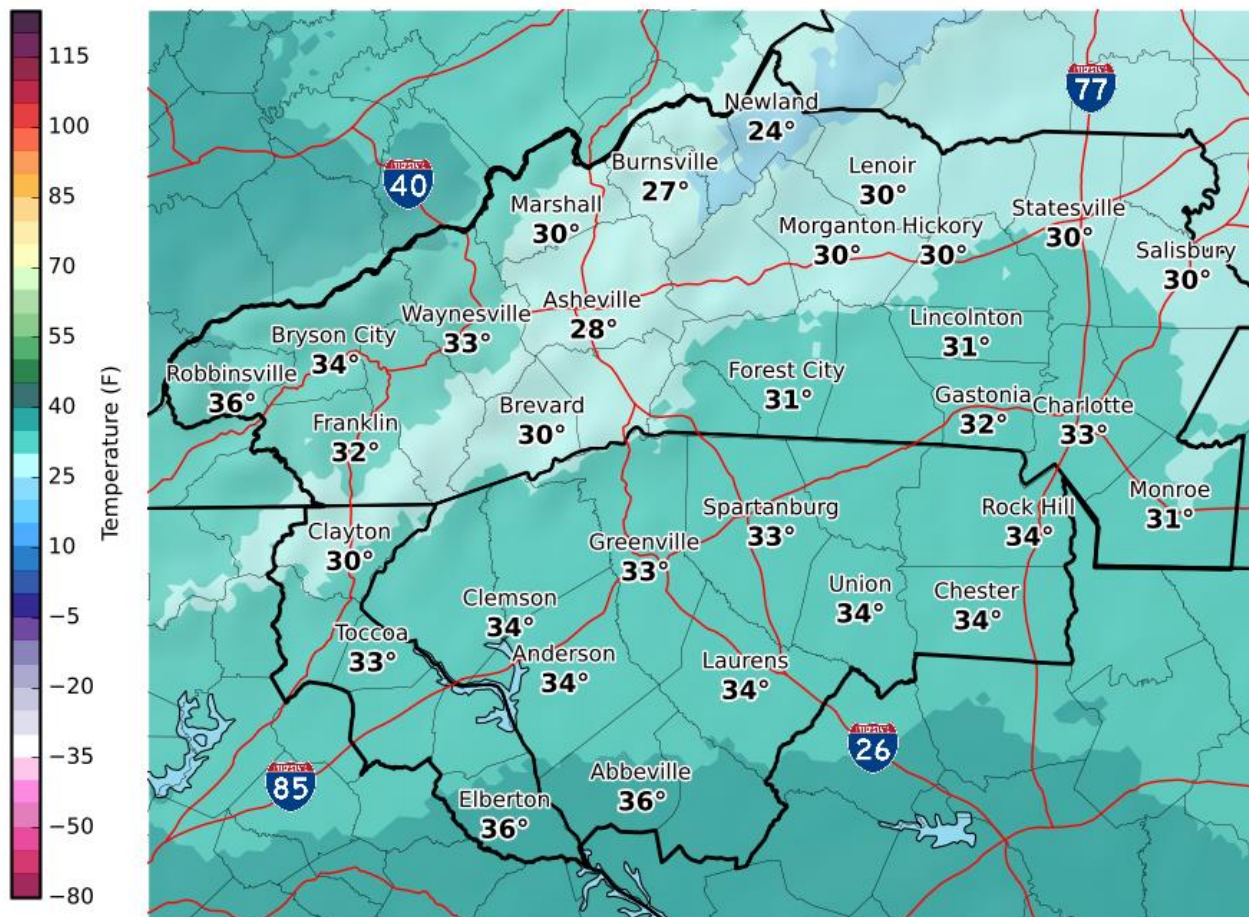 115
100
85
70
55
40
25
10
−5
−20
−35
−50
−65
−80
Temperature (F)
77
Newland
24°
Burnsville
27°
Lenoir
30°
40
Marshall
30°
Statesville
30°
Morganton
30°
Hickory
30°
Salisbury
30°
Asheville
28°
Waynesville
33°
Bryson City
34°
Lincolnton
31°
Robbinsville
36°
Forest City
31°
Gastonia
32°
Charlotte
33°
Brevard
30°
Franklin
32°
Monroe
31°
Spartanburg
33°
Rock Hill
34°
Clayton
30°
Greenville
33°
Union
34°
Chester
34°
Clemson
34°
Toccoa
33°
Anderson
34°
Laurens
34°
26
85
Abbeville
36°
Elberton
36°